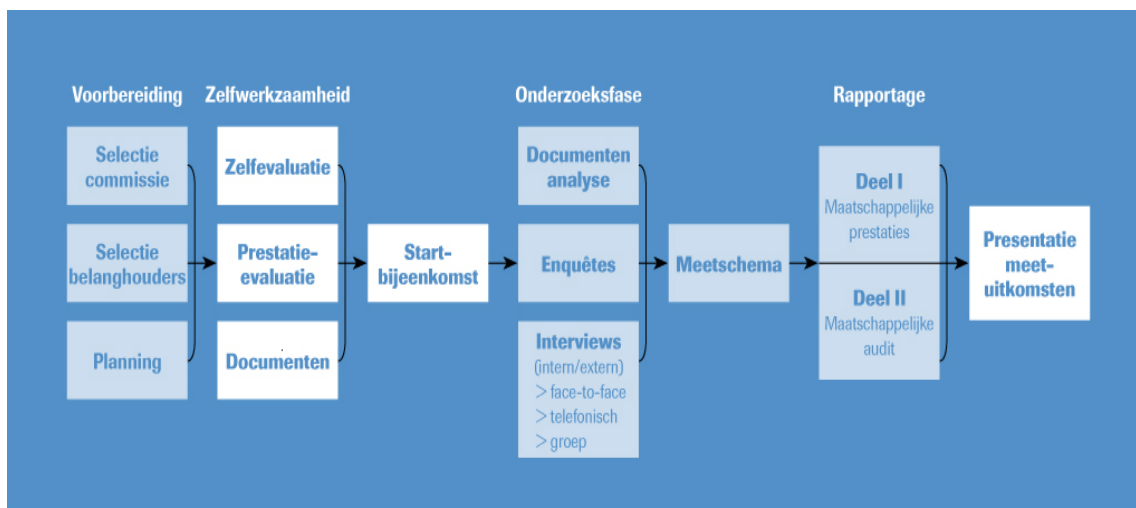 Voorbereiding
Selectie
commissie
Selectie
belanghouders
Planning
Zelfwerkzaamheid
Zelfevaluatie
Prestatie-
evaluatie
Documenten
Start-
bijeenkomst
Onderzoeksfase
Documenten
analyse
Enquêtes
Interviews
(intern/extern)
> face-to-face
> telefonisch
> groep
Meetschema
Rapportage
Deel I
Maatschappelijke
prestaties
Deel II
Maatschappelijke
audit
Presentatie
meet-
uitkomsten